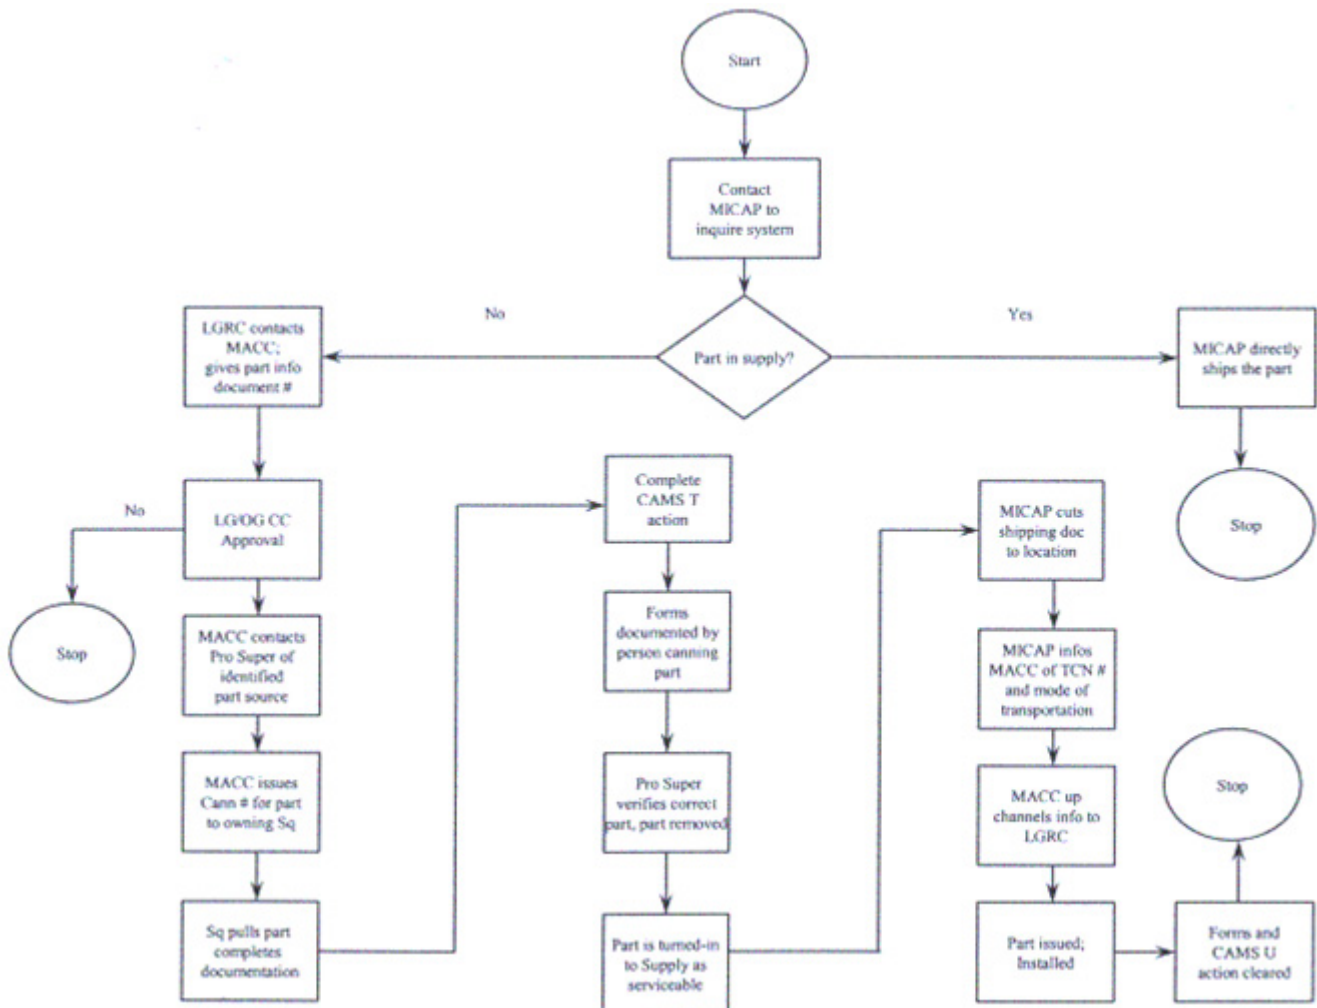 Start
Contact
MICAP to
inquire system
Part in supply?
No
Yes
LGRC contacts
MACC;
gives part info
document #
MICAP directly
ships the part
Stop
LG/OG CC
Approval
No
Stop
MACC contacts
Pro Super of
identified
part source
MACC issues
Cann # for part
to owning Sq
Sq pulls part
completes
documentation
Complete
CAMS T
action
Forms
documented by
person canning
part
Pro Super
verifies correct
part, part removed
Part is turned-in
to Supply as
serviceable
MICAP cuts
shipping doc
to location
MICAP infos
MACC of TCN #
and mode of
transportation
MACC up
channels info to
LGRC
Part issued;
Installed
Forms and
CAMS U
action cleared
Stop